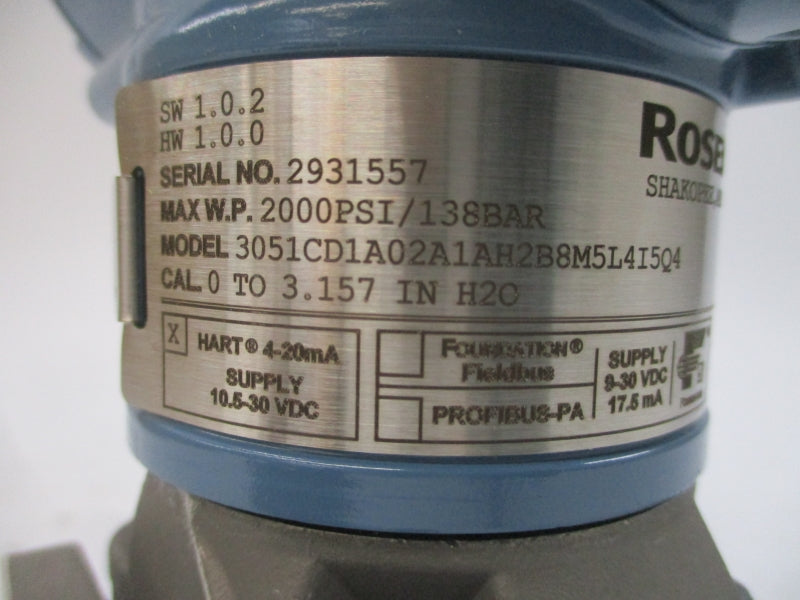 SW 1.0.2
HW 1.0.0
ROSE
SERIAL NO. 2931557
MAX W.P. 2000PSI/138BAR
MODEL 3051CD1A02A1AH2B8M5L4I5Q4
CAL. 0 TO 3.157 IN H2O
X
HART® 4-20mA
SUPPLY
10.5-30 VDC
FOUNDATION®
Fieldbus
PROFIBUS-PA
SUPPLY
9-30 VDC
17.5 mA